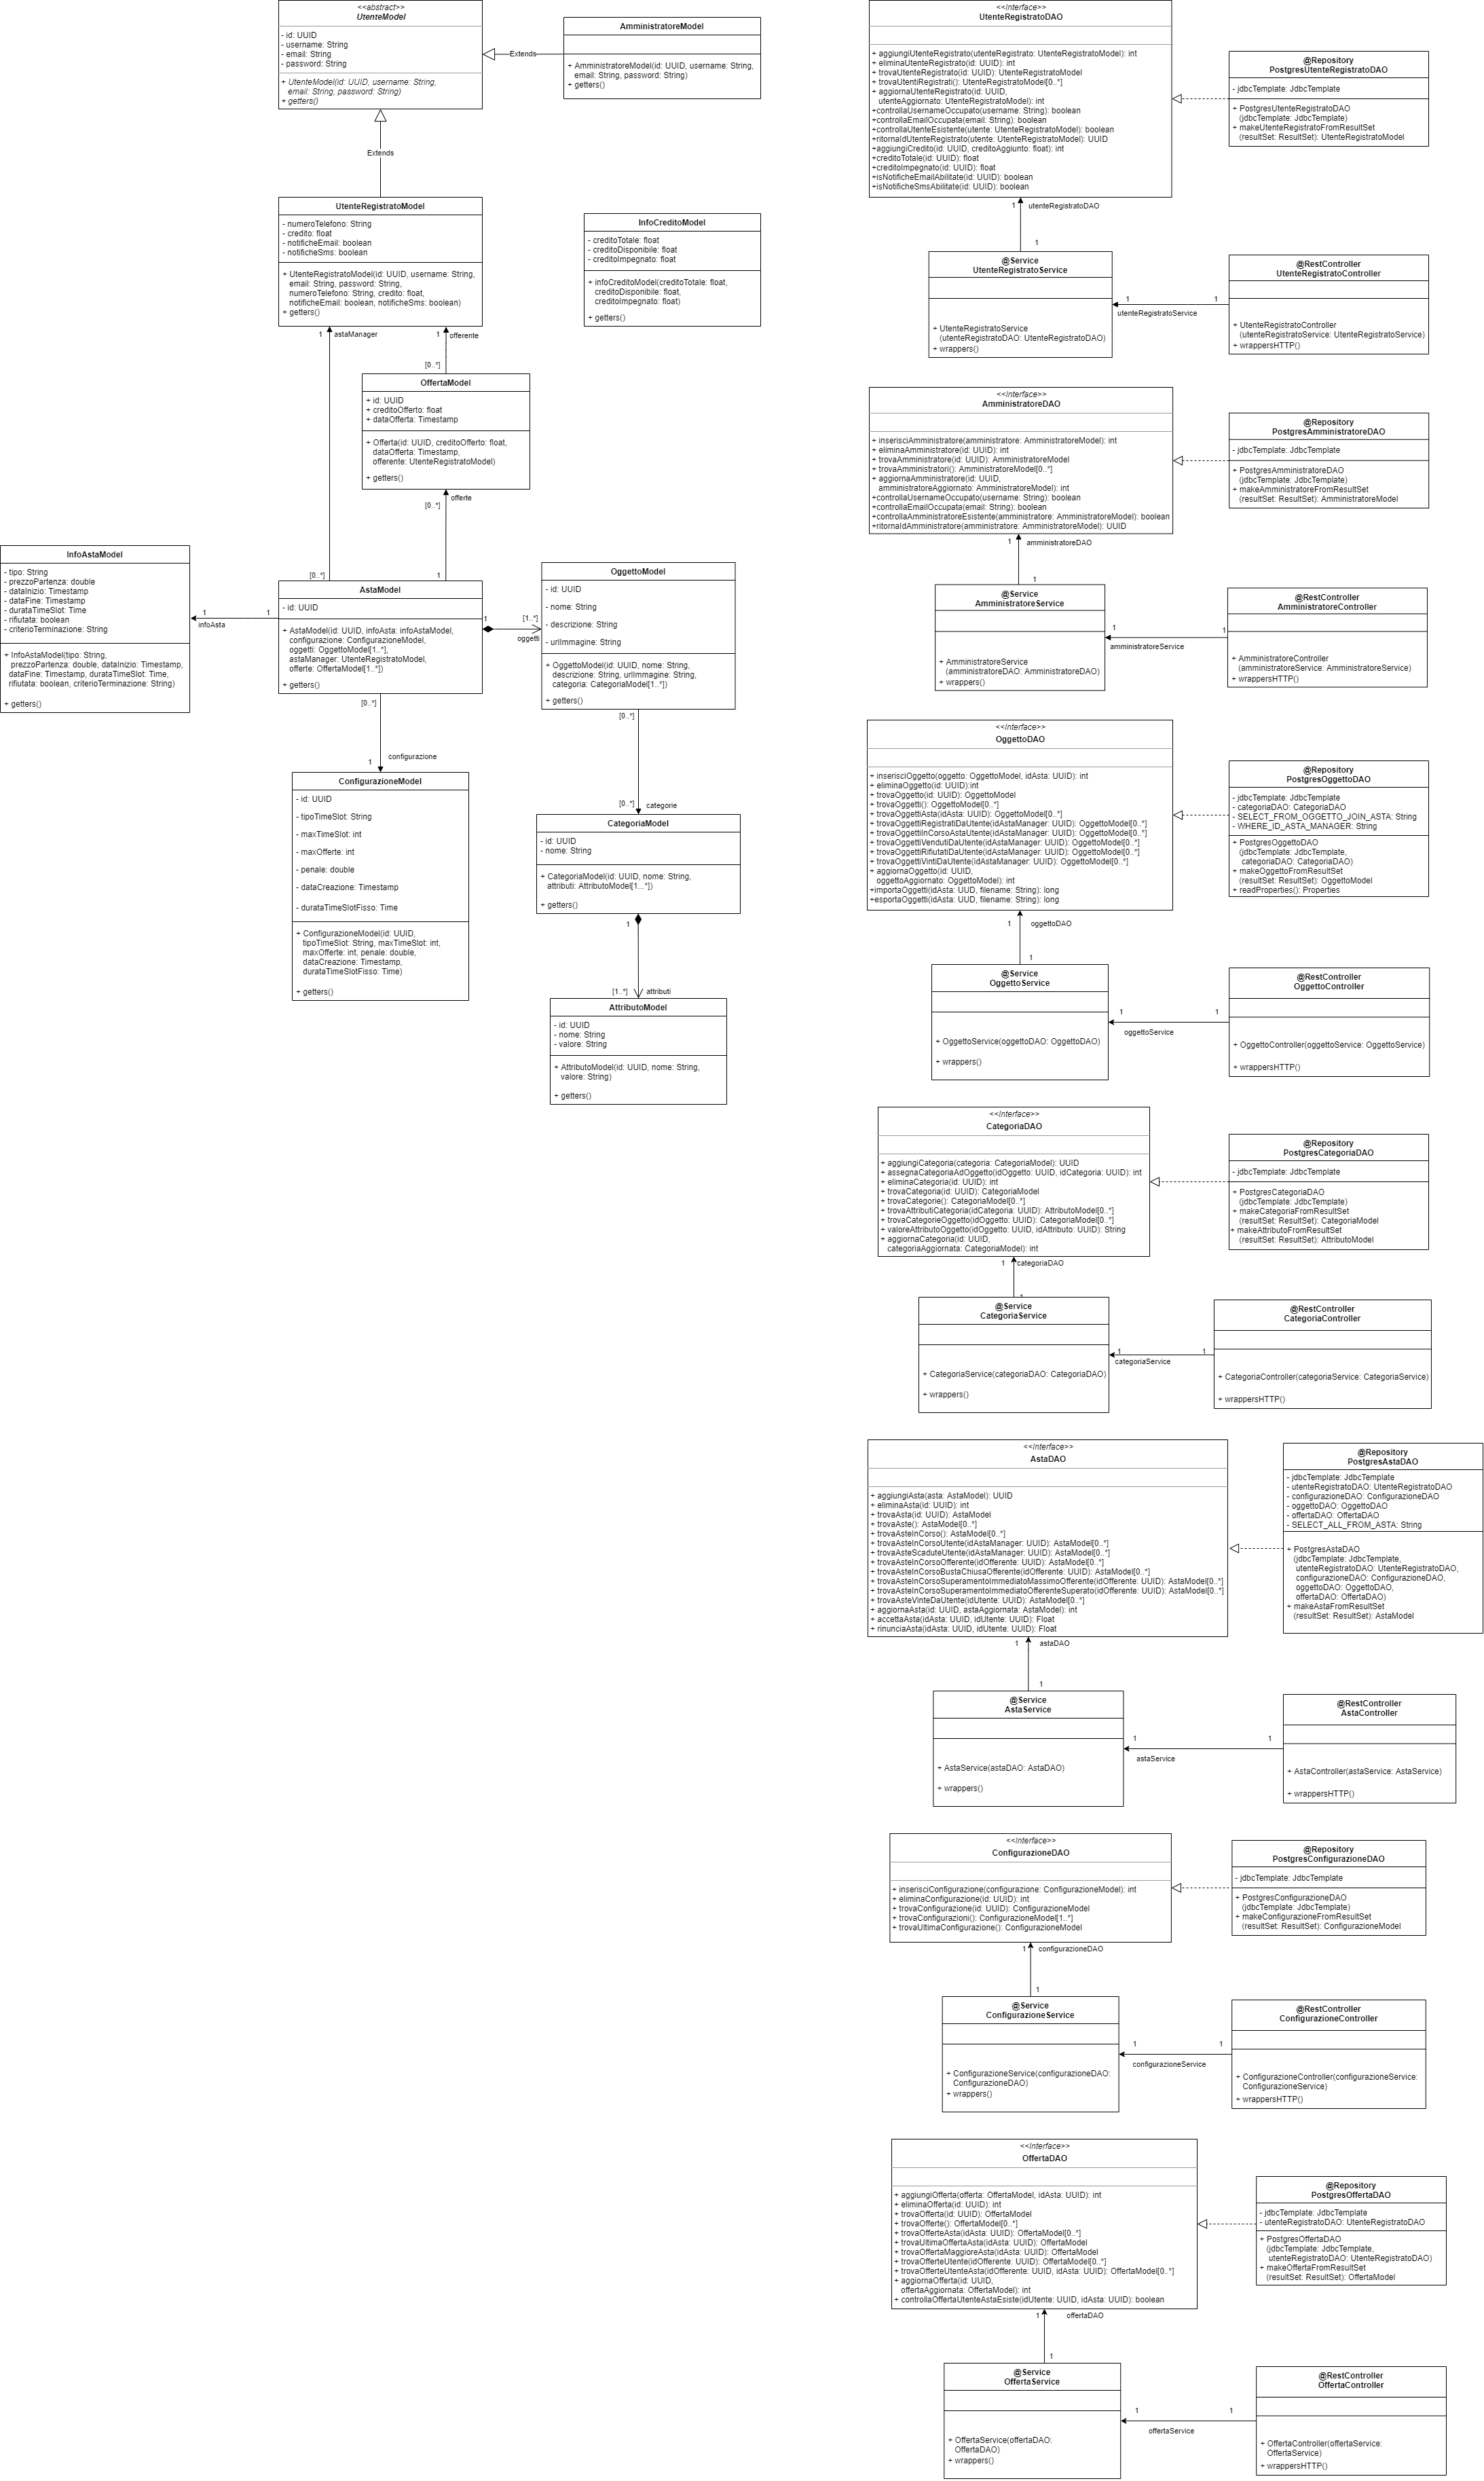 <<abstract>>
UtenteModel
- id: UUID
- username: String
- email: String
- password: String
+ UtenteModel(id: UUID, username: String,
email: String, password: String)
+ getters()
Extends
AmministratoreModel
+ AmministratoreModel(id: UUID, username: String,
email: String, password: String)
+ getters()
Extends
UtenteRegistratoModel
- numeroTelefono: String
- credito: float
- notificheEmail: boolean
- notificheSms: boolean
+ UtenteRegistratoModel(id: UUID, username: String,
email: String, password: String,
numeroTelefono: String, credito: float,
notificheEmail: boolean, notificheSms: boolean)
+ getters()
InfoCreditoModel
- creditoTotale: float
- creditoDisponibile: float
- creditoImpegnato: float
+ infoCreditoModel(creditoTotale: float,
creditoDisponibile: float,
creditoImpegnato: float)
+ getters()
1
astaManager
1
offerente
[0..*]
OffertaModel
+ id: UUID
+ creditoOfferto: float
+ dataOfferta: Timestamp
+ Offerta(id: UUID, creditoOfferto: float,
dataOfferta: Timestamp,
offerente: UtenteRegistratoModel)
+ getters()
offerte
[0..*]
[0..*]
1
InfoAstaModel
- tipo: String
- prezzoPartenza: double
- dataInizio: Timestamp
- dataFine: Timestamp
- durataTimeSlot: Time
- rifiutata: boolean
- criterioTerminazione: String
+ InfoAstaModel(tipo: String,
prezzoPartenza: double, dataInizio: Timestamp,
dataFine: Timestamp, durataTimeSlot: Time,
rifiutata: boolean, criterioTerminazione: String)
+ getters()
1
1
infoAsta
AstaModel
- id: UUID
+ AstaModel(id: UUID, infoAsta: infoAstaModel,
configurazione: ConfigurazioneModel,
oggetti: OggettoModel[1..*],
astaManager: UtenteRegistratoModel,
offerte: OffertaModel[1..*])
+ getters()
1
[1..*]
oggetti
OggettoModel
- id: UUID
- nome: String
- descrizione: String
- urlImmagine: String
+ OggettoModel(id: UUID, nome: String,
descrizione: String, urlImmagine: String,
categoria: CategoriaModel[1..*])
+ getters()
[0..*]
configurazione
1
ConfigurazioneModel
- id: UUID
- tipoTimeSlot: String
- maxTimeSlot: int
- maxOfferte: int
- penale: double
- dataCreazione: Timestamp
- durataTimeSlotFisso: Time
+ ConfigurazioneModel(id: UUID,
tipoTimeSlot: String, maxTimeSlot: int,
maxOfferte: int, penale: double,
dataCreazione: Timestamp,
durataTimeSlotFisso: Time)
+ getters()
[0..*]
[0..*]
categorie
CategoriaModel
- id: UUID
- nome: String
+ CategoriaModel(id: UUID, nome: String,
attributi: AttributoModel[1...*])
+ getters()
1
[1..*]
attributi
AttributoModel
- id: UUID
- nome: String
- valore: String
+ AttributoModel(id: UUID, nome: String,
valore: String)
+ getters()
<<Interface>>
UtenteRegistratoDAO
+ aggiungiUtenteRegistrato(utenteRegistrato: UtenteRegistratoModel): int
+ eliminaUtenteRegistrato(id: UUID): int
+ trovaUtenteRegistrato(id: UUID): UtenteRegistratoModel
+ trovaUtentiRegistrati(): UtenteRegistratoModel[0..*]
+ aggiornaUtenteRegistrato(id: UUID,
utenteAggiornato: UtenteRegistratoModel): int
+controllaUsernameOccupato(username: String): boolean
+controllaEmailOccupata(email: String): boolean
+controllaUtenteEsistente(utente: UtenteRegistratoModel): boolean
+ritornaIdUtenteRegistrato(utente: UtenteRegistratoModel): UUID
+aggiungiCredito(id: UUID, creditoAggiunto: float): int
+creditoTotale(id: UUID): float
+creditoImpegnato(id: UUID): float
+isNotificheEmailAbilitate(id: UUID): boolean
+isNotificheSmsAbilitate(id: UUID): boolean
@Repository
PostgresUtenteRegistratoDAO
- jdbcTemplate: JdbcTemplate
+ PostgresUtenteRegistratoDAO
(jdbcTemplate: JdbcTemplate)
+ makeUtenteRegistratoFromResultSet
(resultSet: ResultSet): UtenteRegistratoModel
1
utenteRegistratoDAO
1
@Service
UtenteRegistratoService
+ UtenteRegistratoService
(utenteRegistratoDAO: UtenteRegistratoDAO)
+ wrappers()
1
1
utenteRegistratoService
@RestController
UtenteRegistratoController
+ UtenteRegistratoController
(utenteRegistratoService: UtenteRegistratoService)
+ wrappersHTTP()
<<Interface>>
AmministratoreDAO
+ inserisciAmministratore(amministratore: AmministratoreModel): int
+ eliminaAmministratore(id: UUID): int
+ trovaAmministratore(id: UUID): AmministratoreModel
+ trovaAmministratori(): AmministratoreModel[0..*]
+ aggiornaAmministratore(id: UUID,
amministratoreAggiornato: AmministratoreModel): int
+controllaUsernameOccupato(username: String): boolean
+controllaEmailOccupata(email: String): boolean
+controllaAmministratoreEsistente(amministratore: AmministratoreModel): boolean
+ritornaIdAmministratore(amministratore: AmministratoreModel): UUID
@Repository
PostgresAmministratoreDAO
- jdbcTemplate: JdbcTemplate
+ PostgresAmministratoreDAO
(jdbcTemplate: JdbcTemplate)
+ makeAmministratoreFromResultSet
(resultSet: ResultSet): AmministratoreModel
1
amministratoreDAO
1
@Service
AmministratoreService
+ AmministratoreService
(amministratoreDAO: AmministratoreDAO)
+ wrappers()
1
1
amministratoreService
@RestController
AmministratoreController
+ AmministratoreController
(amministratoreService: AmministratoreService)
+ wrappersHTTP()
<<Interface>>
OggettoDAO
+ inserisciOggetto(oggetto: OggettoModel, idAsta: UUID): int
+ eliminaOggetto(id: UUID):int
+ trovaOggetto(id: UUID): OggettoModel
+ trovaOggetti(): OggettoModel[0..*]
+ trovaOggettiAsta(idAsta: UUID): OggettoModel[0..*]
+ trovaOggettiRegistratiDaUtente(idAstaManager: UUID): OggettoModel[0..*]
+ trovaOggettiInCorsoAstaUtente(idAstaManager: UUID): OggettoModel[0..*]
+ trovaOggettiVendutiDaUtente(idAstaManager: UUID): OggettoModel[0..*]
+ trovaOggettiRifiutatiDaUtente(idAstaManager: UUID): OggettoModel[0..*]
+ trovaOggettiVintiDaUtente(idAstaManager: UUID): OggettoModel[0..*]
+ aggiornaOggetto(id: UUID,
oggettoAggiornato: OggettoModel): int
+importaOggetti(idAsta: UUD, filename: String): long
+esportaOggetti(idAsta: UUD, filename: String): long
@Repository
PostgresOggettoDAO
- jdbcTemplate: JdbcTemplate
- categoriaDAO: CategoriaDAO
- SELECT_FROM_OGGETTO_JOIN_ASTA: String
- WHERE_ID_ASTA_MANAGER: String
+ PostgresOggettoDAO
(jdbcTemplate: JdbcTemplate,
categoriaDAO: CategoriaDAO)
+ makeOggettoFromResultSet
(resultSet: ResultSet): OggettoModel
+ readProperties(): Properties
1
oggettoDAO
1
@Service
OggettoService
+ OggettoService(oggettoDAO: OggettoDAO)
+ wrappers()
1
1
oggettoService
@RestController
OggettoController
+ OggettoController(oggettoService: OggettoService)
+ wrappersHTTP()
<<Interface>>
CategoriaDAO
+ aggiungiCategoria(categoria: CategoriaModel): UUID
+ assegnaCategoriaAdOggetto(idOggetto: UUID, idCategoria: UUID): int
+ eliminaCategoria(id: UUID): int
+ trovaCategoria(id: UUID): CategoriaModel
+ trovaCategorie(): CategoriaModel[0..*]
+ trovaAttributiCategoria(idCategoria: UUID): AttributoModel[0..*]
+ trovaCategorieOggetto(idOggetto: UUID): CategoriaModel[0..*]
+ valoreAttributoOggetto(idOggetto: UUID, idAttributo: UUID): String
+ aggiornaCategoria(id: UUID,
categoriaAggiornata: CategoriaModel): int
@Repository
PostgresCategoriaDAO
- jdbcTemplate: JdbcTemplate
+ PostgresCategoriaDAO
(jdbcTemplate: JdbcTemplate)
+ makeCategoriaFromResultSet
(resultSet: ResultSet): CategoriaModel
+ makeAttributoFromResultSet
(resultSet: ResultSet): AttributoModel
1
categoriaDAO
@Service
CategoriaService
+ CategoriaService(categoriaDAO: CategoriaDAO)
+ wrappers()
1
1
categoriaService
@RestController
CategoriaController
+ CategoriaController(categoriaService: CategoriaService)
+ wrappersHTTP()
<<Interface>>
AstaDAO
+ aggiungiAsta(asta: AstaModel): UUID
+ eliminaAsta(id: UUID): int
+ trovaAsta(id: UUID): AstaModel
+ trovaAste(): AstaModel[0..*]
+ trovaAsteInCorso(): AstaModel[0..*]
+ trovaAsteInCorsoUtente(idAstaManager: UUID): AstaModel[0..*]
+ trovaAsteScaduteUtente(idAstaManager: UUID): AstaModel[0..*]
+ trovaAsteInCorsoOfferente(idOfferente: UUID): AstaModel[0..*]
+ trovaAsteInCorsoBustaChiusaOfferente(idOfferente: UUID): AstaModel[0..*]
+ trovaAsteInCorsoSuperamentoImmediatoMassimoOfferente(idOfferente: UUID): AstaModel[0..*]
+ trovaAsteInCorsoSuperamentoImmediatoOfferenteSuperato(idOfferente: UUID): AstaModel[0..*]
+ trovaAsteVinteDaUtente(idUtente: UUID): AstaModel[0..*]
+ aggiornaAsta(id: UUID, astaAggiornata: AstaModel): int
+ accettaAsta(idAsta: UUID, idUtente: UUID): Float
+ rinunciaAsta(idAsta: UUID, idUtente: UUID): Float
@Repository
PostgresAstaDAO
- jdbcTemplate: JdbcTemplate
- utenteRegistratoDAO: UtenteRegistratoDAO
- configurazioneDAO: ConfigurazioneDAO
- oggettoDAO: OggettoDAO
- offertaDAO: OffertaDAO
- SELECT_ALL_FROM_ASTA: String
+ PostgresAstaDAO
(jdbcTemplate: JdbcTemplate,
utenteRegistratoDAO: UtenteRegistratoDAO,
configurazioneDAO: ConfigurazioneDAO,
oggettoDAO: OggettoDAO,
offertaDAO: OffertaDAO)
+ makeAstaFromResultSet
(resultSet: ResultSet): AstaModel
1
astaDAO
1
@Service
AstaService
+ AstaService(astaDAO: AstaDAO)
+ wrappers()
1
1
astaService
@RestController
AstaController
+ AstaController(astaService: AstaService)
+ wrappersHTTP()
<<Interface>>
ConfigurazioneDAO
+ inserisciConfigurazione(configurazione: ConfigurazioneModel): int
+ eliminaConfigurazione(id: UUID): int
+ trovaConfigurazione(id: UUID): ConfigurazioneModel
+ trovaConfigurazioni(): ConfigurazioneModel[1..*]
+ trovaUltimaConfigurazione(): ConfigurazioneModel
@Repository
PostgresConfigurazioneDAO
- jdbcTemplate: JdbcTemplate
+ PostgresConfigurazioneDAO
(jdbcTemplate: JdbcTemplate)
+ makeConfigurazioneFromResultSet
(resultSet: ResultSet): ConfigurazioneModel
1
configurazioneDAO
1
@Service
ConfigurazioneService
+ ConfigurazioneService(configurazioneDAO:
ConfigurazioneDAO)
+ wrappers()
1
1
configurazioneService
@RestController
ConfigurazioneController
+ ConfigurazioneController(configurazioneService:
ConfigurazioneService)
+ wrappersHTTP()
<<Interface>>
OffertaDAO
+ aggiungiOfferta(offerta: OffertaModel, idAsta: UUID): int
+ eliminaOfferta(id: UUID): int
+ trovaOfferta(id: UUID): OffertaModel
+ trovaOfferte(): OffertaModel[0..*]
+ trovaOfferteAsta(idAsta: UUID): OffertaModel[0..*]
+ trovaUltimaOffertaAsta(idAsta: UUID): OffertaModel
+ trovaOffertaMaggioreAsta(idAsta: UUID): OffertaModel
+ trovaOfferteUtente(idOfferente: UUID): OffertaModel[0..*]
+ trovaOfferteUtenteAsta(idOfferente: UUID, idAsta: UUID): OffertaModel[0..*]
+ aggiornaOfferta(id: UUID,
offertaAggiornata: OffertaModel): int
+ controllaOffertaUtenteAstaEsiste(idUtente: UUID, idAsta: UUID): boolean
@Repository
PostgresOffertaDAO
- jdbcTemplate: JdbcTemplate
- utenteRegistratoDAO: UtenteRegistratoDAO
+ PostgresOffertaDAO
(jdbcTemplate: JdbcTemplate,
utenteRegistratoDAO: UtenteRegistratoDAO)
+ makeOffertaFromResultSet
(resultSet: ResultSet): OffertaModel
1
offertaDAO
1
@Service
OffertaService
+ OffertaService(offertaDAO:
OffertaDAO)
+ wrappers()
1
1
offertaService
@RestController
OffertaController
+ OffertaController(offertaService:
OffertaService)
+ wrappersHTTP()